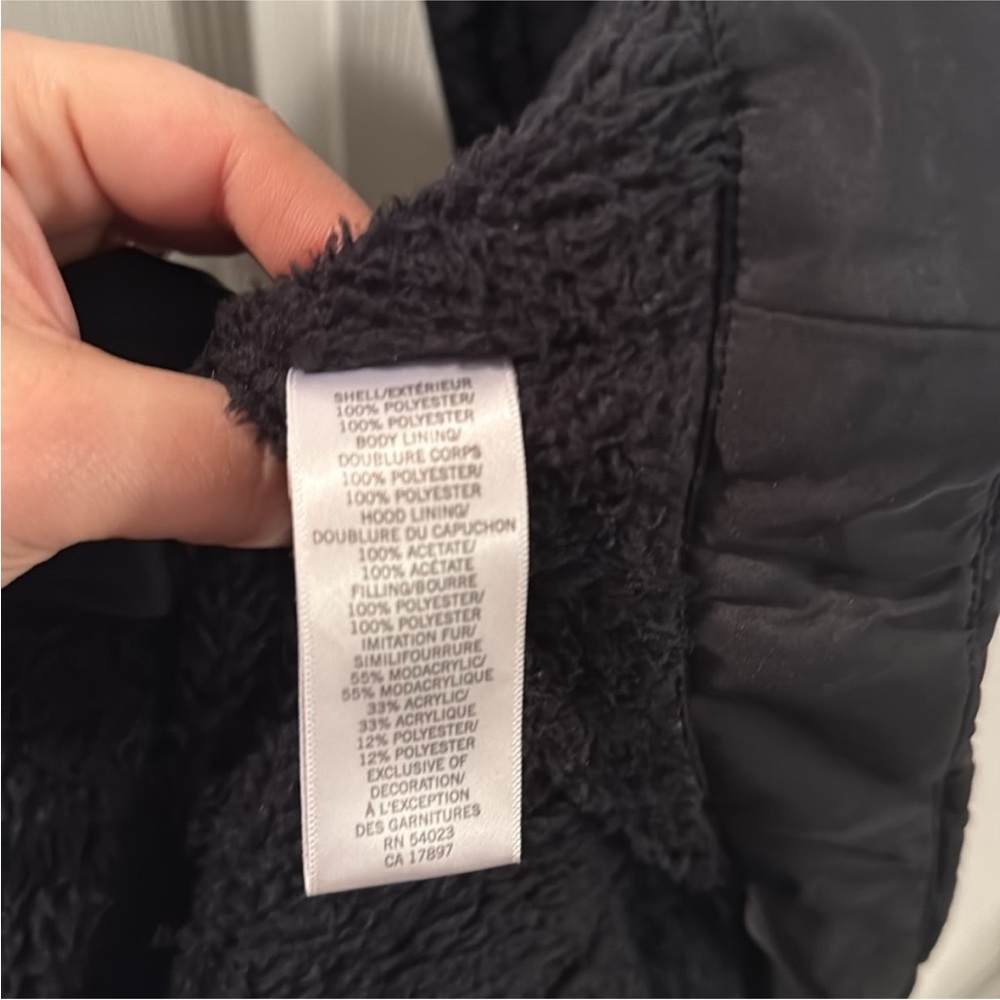 SHELL/EXTÉRIEUR
100% POLYESTER/
100% POLYESTER
BODY LINING/
DOUBLURE CORPS
100% POLYESTER/
100% POLYESTER
HOOD LINING/
DOUBLURE DU CAPUCHON
100% ACETATE/
100% ACÉTATE
FILLING/BOURRE
100% POLYESTER/
100% POLYESTER
IMITATION FUR/
SIMILIFOURRURE
55% MODACRYLIC/
55% MODACRYLIQUE
33% ACRYLIC/
33% ACRYLIQUE
12% POLYESTER/
12% POLYESTER
EXCLUSIVE OF
DECORATION/
À L'EXCEPTION
DES GARNITURES
RN 54023
CA 17897